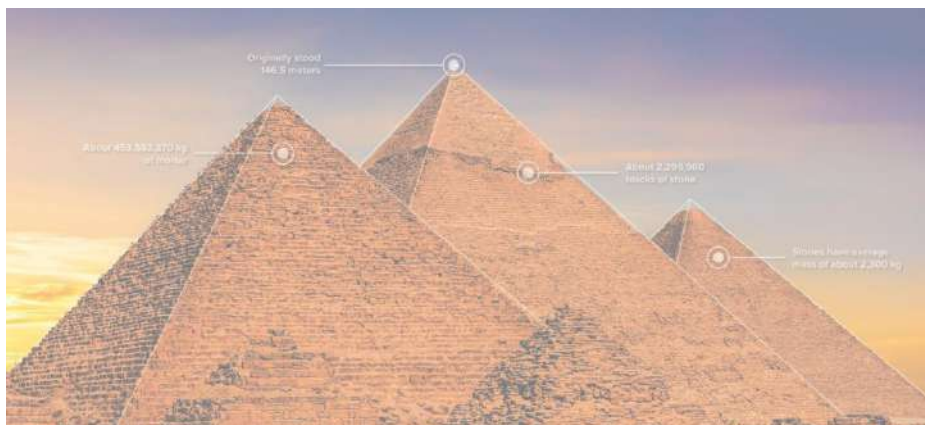 Originally stood
146.5 meters
About
kg
of mortar
About 2,295,960
blocks of stone
Stones have average
mass of about 2,300 kg